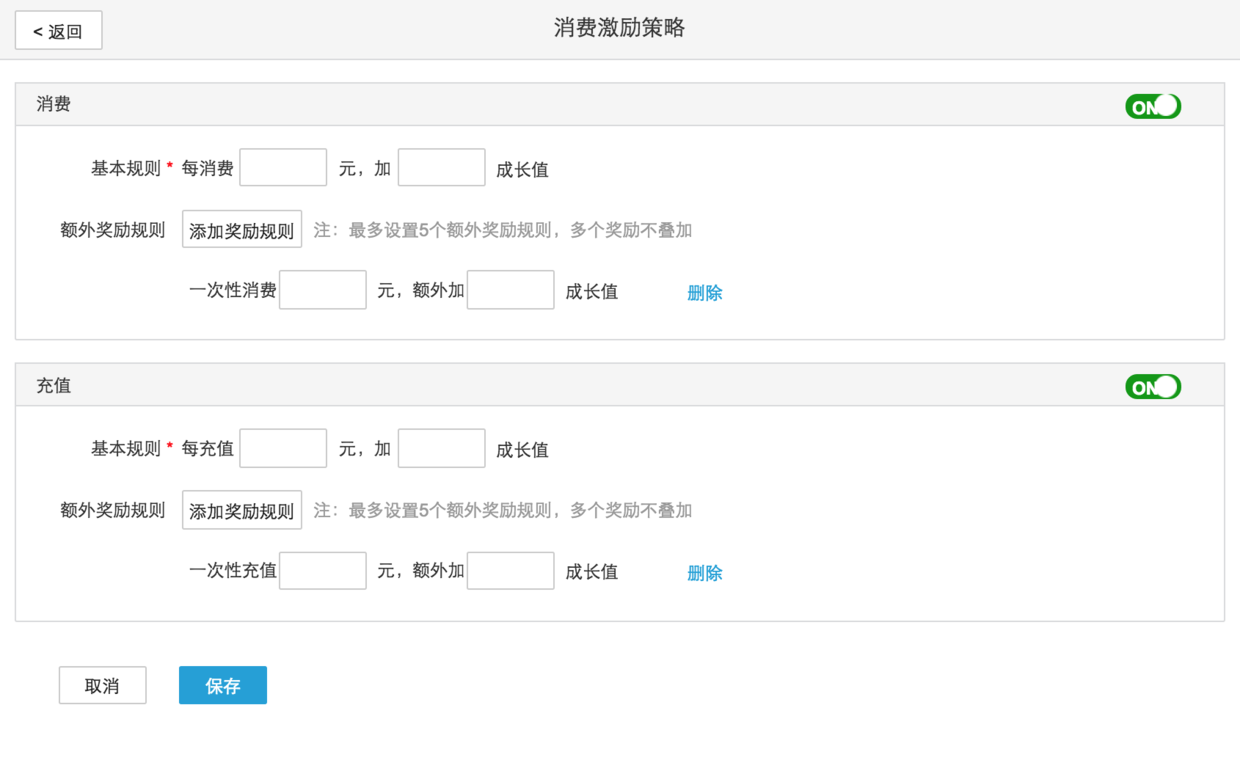 < 返回
消费激励策略
消费
ON
基本规则 * 每消费 元，加 成长值
额外奖励规则 添加奖励规则 注：最多设置5个额外奖励规则，多个奖励不叠加
一次性消费 元，额外加 成长值 删除
充值
ON
基本规则 * 每充值 元，加 成长值
额外奖励规则 添加奖励规则 注：最多设置5个额外奖励规则，多个奖励不叠加
一次性充值 元，额外加 成长值 删除
取消 保存